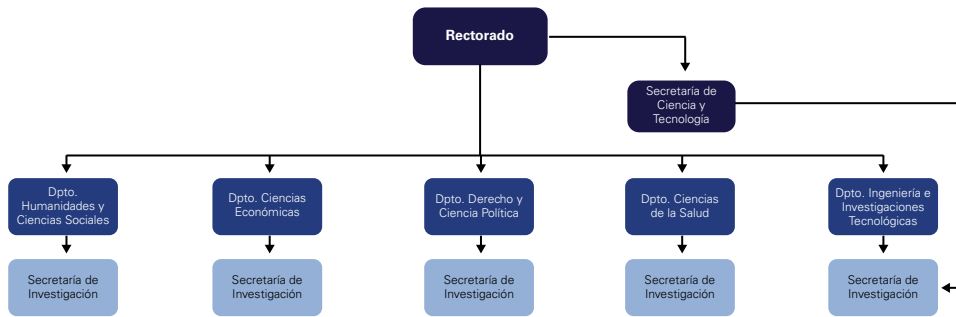 Rectorado
Secretaría de
Ciencia y
Tecnología
Dpto.
Humanidades y
Ciencias Sociales
Dpto. Ciencias
Económicas
Dpto. Derecho y
Ciencia Política
Dpto. Ciencias
de la Salud
Dpto. Ingeniería e
Investigaciones
Tecnológicas
Secretaría de
Investigación
Secretaría de
Investigación
Secretaría de
Investigación
Secretaría de
Investigación
Secretaría de
Investigación